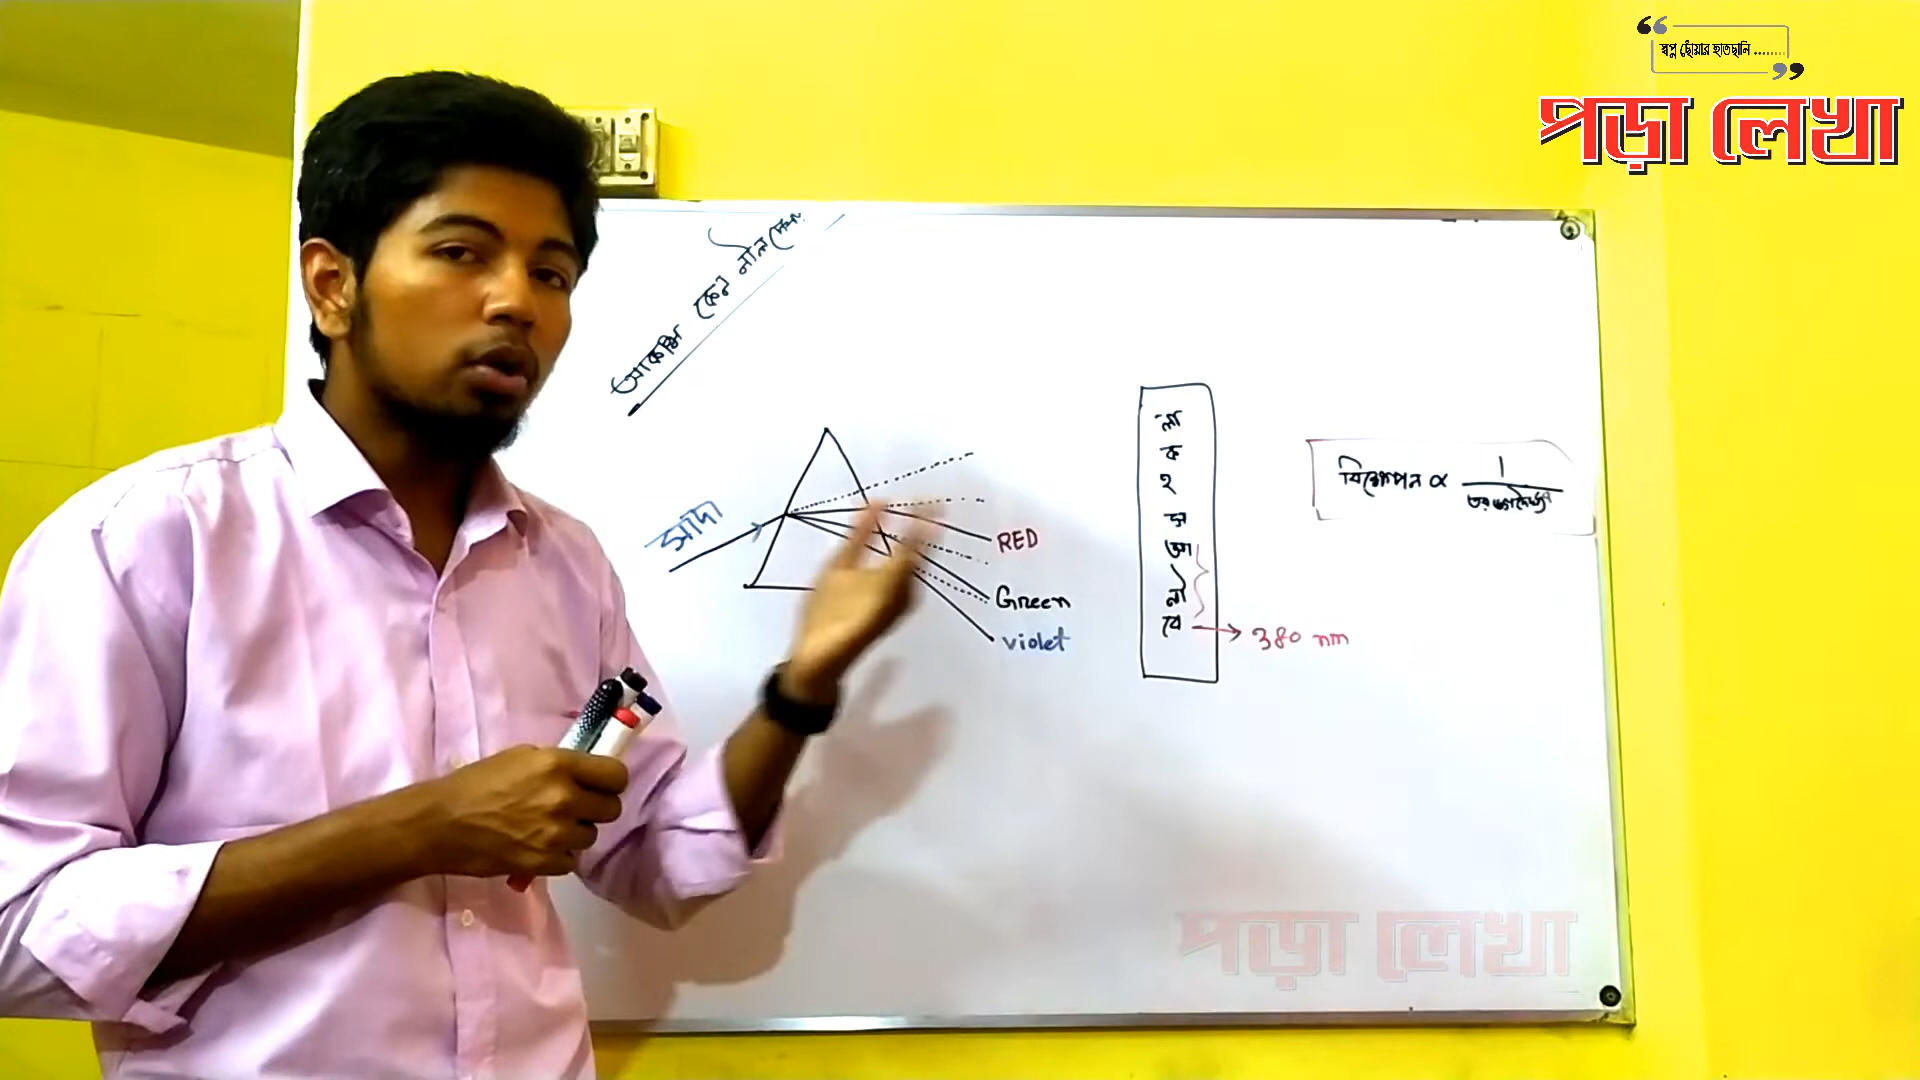 স্বপ্ন ছোঁয়ার হাতছানি ........
পড়া লেখা
আকাশ কেন নীল দেখায়
সাদা
RED
Green
violet
লা
ক
হ
স
আ
নী
বে
380 nm
বিক্ষেপন ∝ 1
তরঙ্গদৈর্ঘ্য
পড়া লেখা